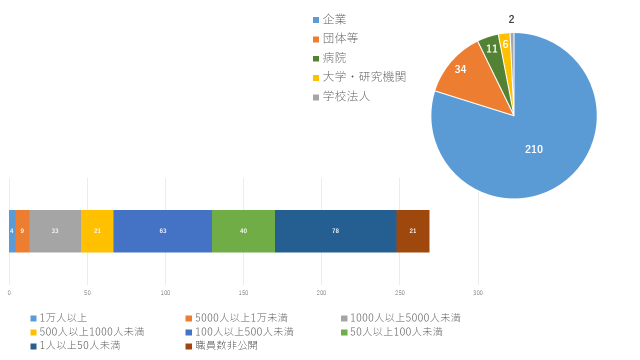 企業
団体等
病院
大学・研究機関
学校法人
2
6
11
34
210
4 9 33 21 63 40 78 21
0 50 100 150 200 250 300
1万人以上 5000人以上1万未満 1000人以上5000人未満
500人以上1000人未満 100人以上500人未満 50人以上100人未満
1人以上50人未満 職員数非公開